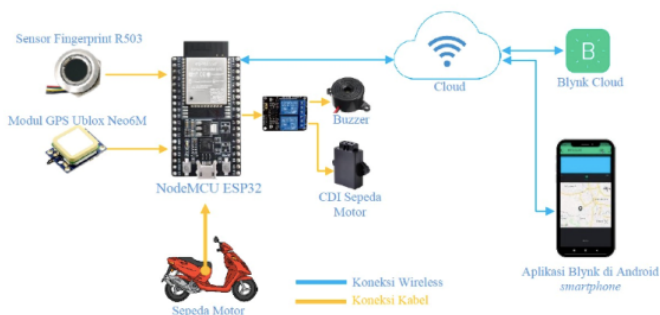 Sensor Fingerprint R503
Modul GPS Ublox Neo6M
NodeMCU ESP32
Buzzer
CDI Sepeda
Motor
Sepeda Motor
Cloud
B
Blynk Cloud
Aplikasi Blynk di Android
smartphone
Koneksi Wireless
Koneksi Kabel